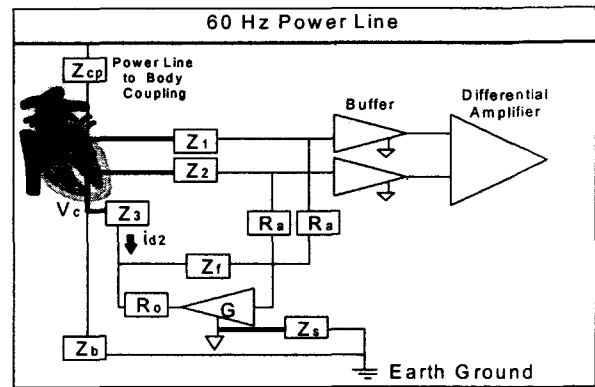 60 Hz Power Line
Zcp
Power Line
to Body
Coupling
Buffer
Differential
Amplifier
Z1
Z2
Vc
Z3
Ra
Ra
id2
Zf
Ro
G
Zs
Zb
Earth Ground